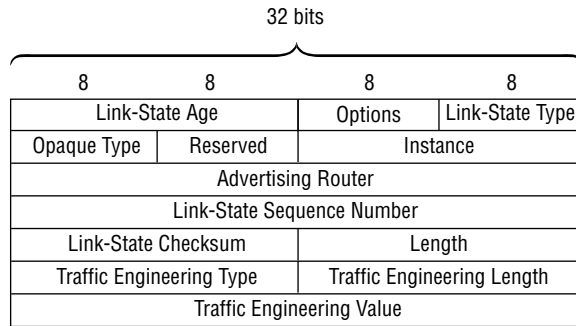 32 bits
8 8 8 8
Link-State Age Options Link-State Type
Opaque Type Reserved Instance
Advertising Router
Link-State Sequence Number
Link-State Checksum Length
Traffic Engineering Type Traffic Engineering Length
Traffic Engineering Value